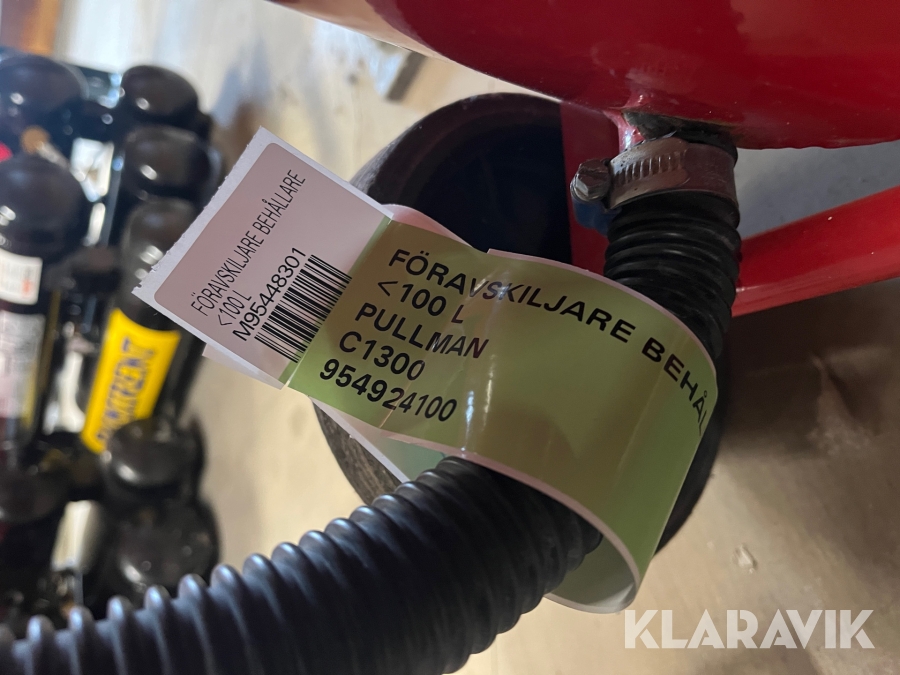 FÖRAVSKILJARE BEHÅLLARE
<100 L
M95448301
FÖRAVSKILJARE BEHÅL
<100 L
PULLMAN
C1300
954924100
KLARAVIK